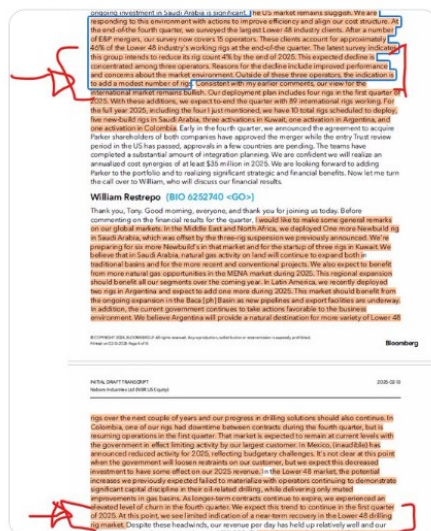 ongoing investment in Saudi Arabia is significant. The US market remains sluggish. We are
responding to this environment with actions to improve efficiency and align our cost structure. At
the end-of-the fourth quarter, we surveyed the largest Lower 48 industry clients. After a number
of E&P mergers, our survey now covers 15 operators. These clients account for approximately
46% of the Lower 48 industry's working rigs at the end-of-the quarter. The latest survey indicates
this group intends to reduce its rig count 4% by the end of 2025. This expected decline is
concentrated among three operators. Reasons for the decline include improved performance
and concerns about the market environment. Outside of these three operators, the indication is
to add a modest number of rigs. Consistent with my earlier comments, our view for the
international market remains bullish. Our deployment plan includes four rigs in the first quarter of
2025. With these additions, we expect to end the quarter with 89 international rigs working. For
the full year 2025, including the four I just mentioned, we have 10 total rigs scheduled to deploy,
five new-build rigs in Saudi Arabia, three activations in Kuwait, one activation in Argentina, and
one activation in Colombia. Early in the fourth quarter, we announced the agreement to acquire
Parker shareholders of both companies have approved the merger while the entry Trust review
period in the US has passed, approvals in a few countries are pending. The teams have
completed a substantial amount of integration planning. We are confident we will realize an
annualized cost synergies of at least $35 million in 2025. We are looking forward to adding
Parker to the portfolio and to realizing significant strategic and financial benefits. Now let me turn
the call over to William, who will discuss our financial results.
William Restrepo {BIO 6252740 <GO>}
Thank you, Tony. Good morning, everyone, and thank you for joining us today. Before
commenting on the financial results for the quarter, I would like to make some general remarks
on our global markets. In the Middle East and North Africa, we deployed One more Newbuild rig
in Saudi Arabia, which was offset by the three-ring suspension we previously announced. We're
preparing for six more Newbuild's in that market and for the startup of three rigs in Kuwait. We
believe that in Saudi Arabia, natural gas activity on land will continue to expand both in
traditional basins and for the more recent and conventional projects. We also expect to benefit
from more natural gas opportunities in the MENA market during 2025. This regional expansion
should benefit all our segments over the coming year. In Latin America, we recently deployed
two rigs in Argentina and expect to add one more during 2025. This market should benefit from
the ongoing expansion in the Baca [ph] Basin as new pipelines and export facilities are underway.
In addition, the current government continues to take actions favorable to the business
environment. We believe Argentina will provide a natural destination for more variety of Lower 48
Bloomberg
INITIAL DRAFT TRANSCRIPT
2025-02-13
Nabors Industries Ltd (NBR US Equity)
rigs over the next couple of years and our progress in drilling solutions should also continue. In
Colombia, one of our rigs had downtime between contracts during the fourth quarter, but is
resuming operations in the first quarter. That market is expected to remain at current levels with
the government in effect limiting activity by our largest customer. In Mexico, (inaudible) has
announced reduced activity for 2025, reflecting budgetary challenges. It's not clear at this point
when the government will loosen restraints on our customer, but we expect this decreased
investment to have some effect on our 2025 revenue. In the Lower 48 market, the potential
increases we previously expected failed to materialize with operators continuing to demonstrate
significant capital discipline in their oil-related drilling, while delivering only muted
improvements in gas basins. As longer-term contracts continue to expire, we experienced an
elevated level of churn in the fourth quarter. We expect this trend to continue in the first quarter
of 2025. At this point, we see limited indication of a near-term recovery in the Lower-48 drilling
rig market. Despite these headwinds, our revenue per day has held up relatively well and our